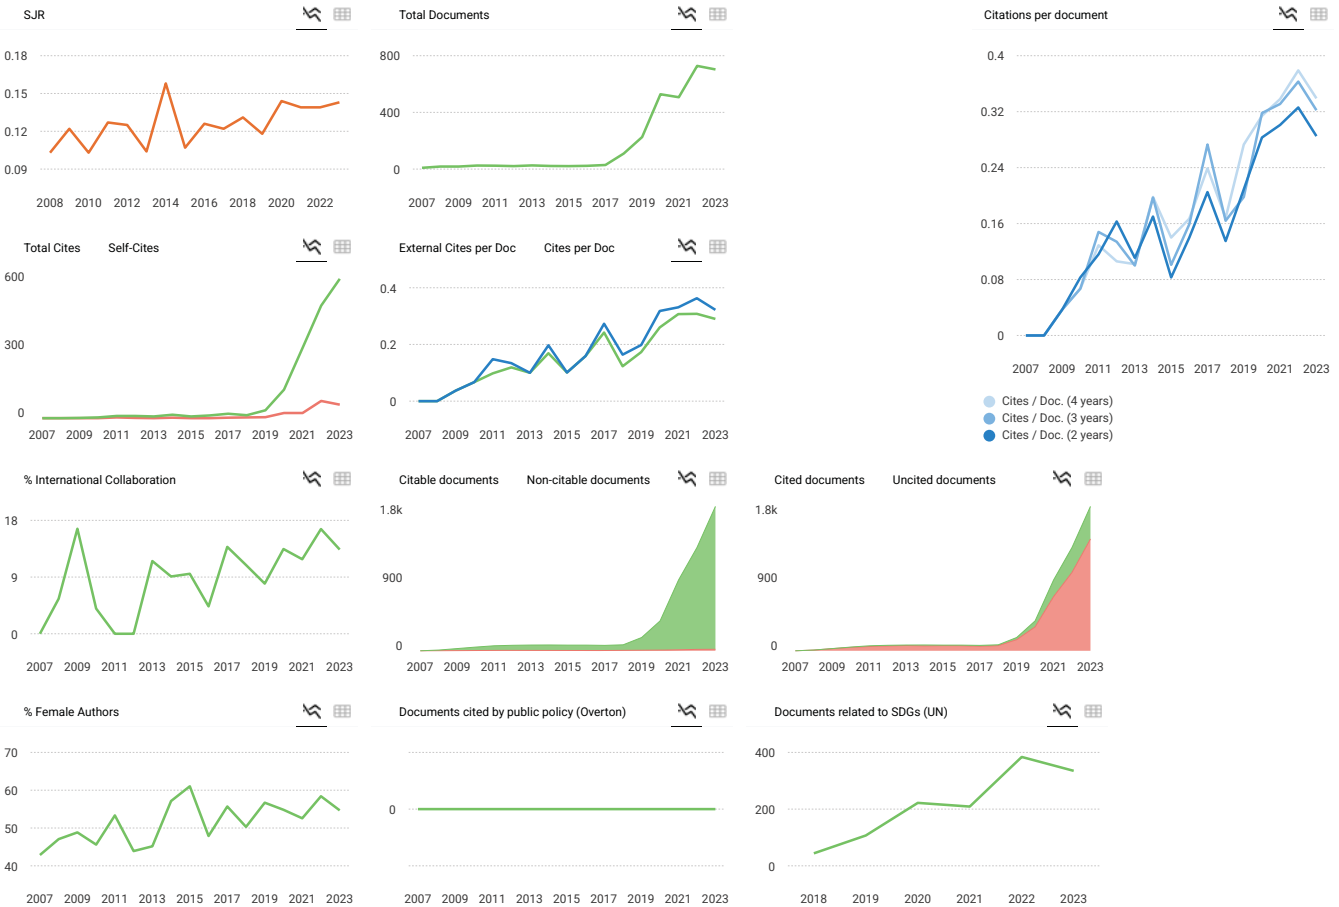 SJR
0.18
0.15
0.12
0.09
2008 2010 2012 2014 2016 2018 2020 2022
Total Documents
800
400
0
2007 2009 2011 2013 2015 2017 2019 2021 2023
Citations per document
0.4
0.32
0.24
0.16
0.08
0
2007 2009 2011 2013 2015 2017 2019 2021 2023
Cites / Doc. (4 years)
Cites / Doc. (3 years)
Cites / Doc. (2 years)
Total Cites Self-Cites
600
300
0
2007 2009 2011 2013 2015 2017 2019 2021 2023
External Cites per Doc Cites per Doc
0.4
0.2
0
2007 2009 2011 2013 2015 2017 2019 2021 2023
% International Collaboration
18
9
0
2007 2009 2011 2013 2015 2017 2019 2021 2023
Citable documents Non-citable documents
1.8k
900
0
2007 2009 2011 2013 2015 2017 2019 2021 2023
Cited documents Uncited documents
1.8k
900
0
2007 2009 2011 2013 2015 2017 2019 2021 2023
% Female Authors
70
60
50
40
2007 2009 2011 2013 2015 2017 2019 2021 2023
Documents cited by public policy (Overton)
0
2007 2009 2011 2013 2015 2017 2019 2021 2023
Documents related to SDGs (UN)
400
200
0
2018 2019 2020 2021 2022 2023